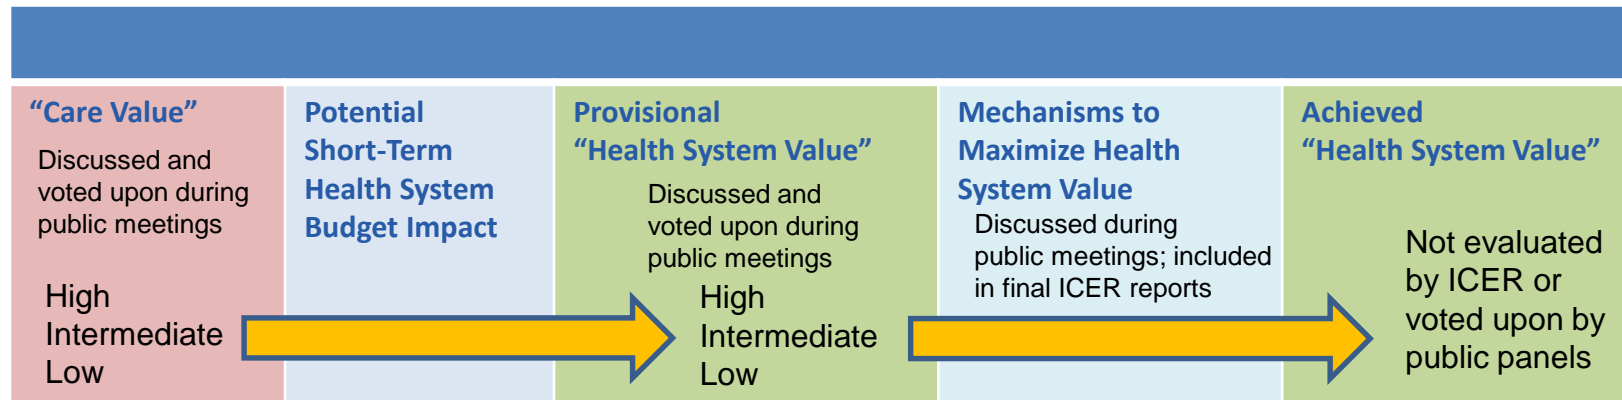 “Care Value”
Discussed and
voted upon during
public meetings
High
Intermediate
Low
Potential
Short-Term
Health System
Budget Impact
Provisional
“Health System Value”
Discussed and
voted upon during
public meetings
High
Intermediate
Low
Mechanisms to
Maximize Health
System Value
Discussed during
public meetings; included
in final ICER reports
Achieved
“Health System Value”
Not evaluated
by ICER or
voted upon by
public panels